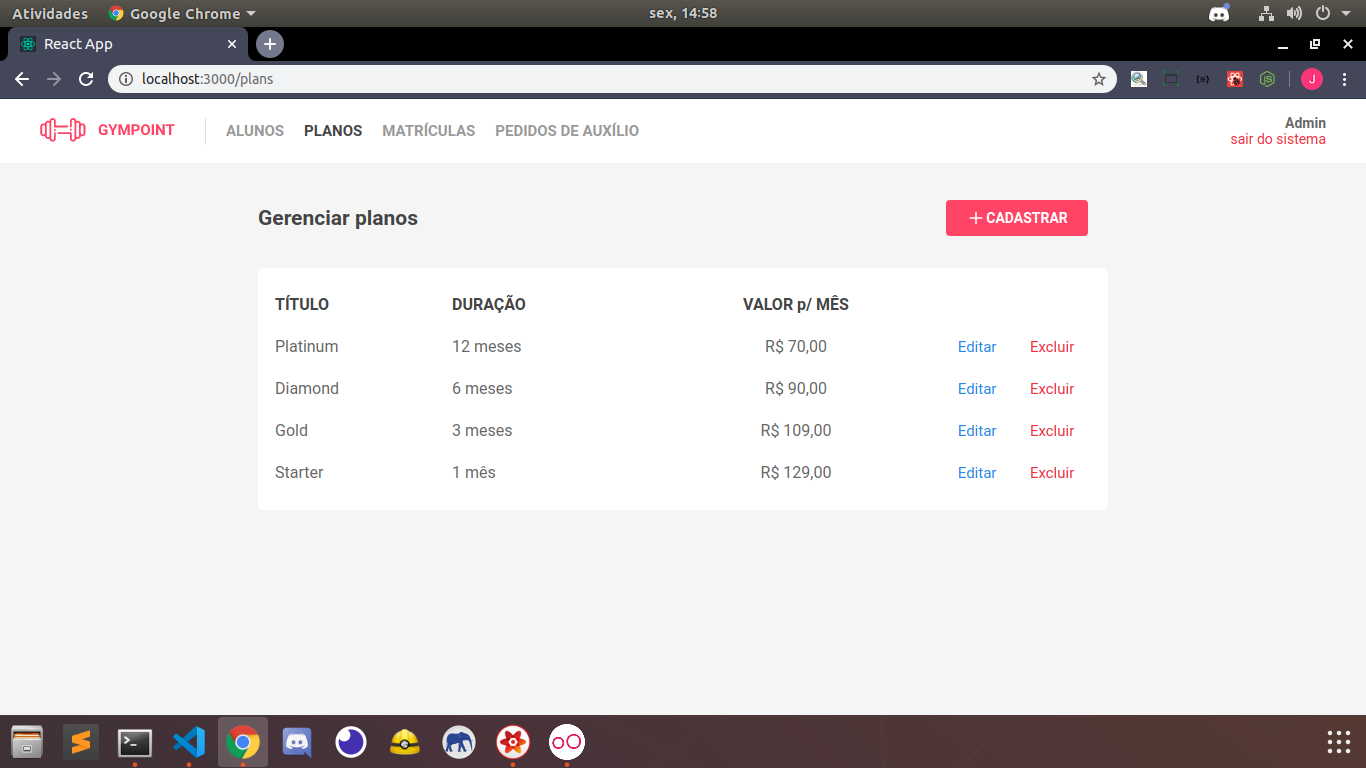 Atividades Google Chrome sex, 14:58
React App
localhost:3000/plans J
GYMPOINT ALUNOS PLANOS MATRÍCULAS PEDIDOS DE AUXÍLIO Admin
sair do sistema
Gerenciar planos CADASTRAR
TÍTULO DURAÇÃO VALOR p/ MÊS
Platinum 12 meses R$ 70,00 Editar Excluir
Diamond 6 meses R$ 90,00 Editar Excluir
Gold 3 meses R$ 109,00 Editar Excluir
Starter 1 mês R$ 129,00 Editar Excluir